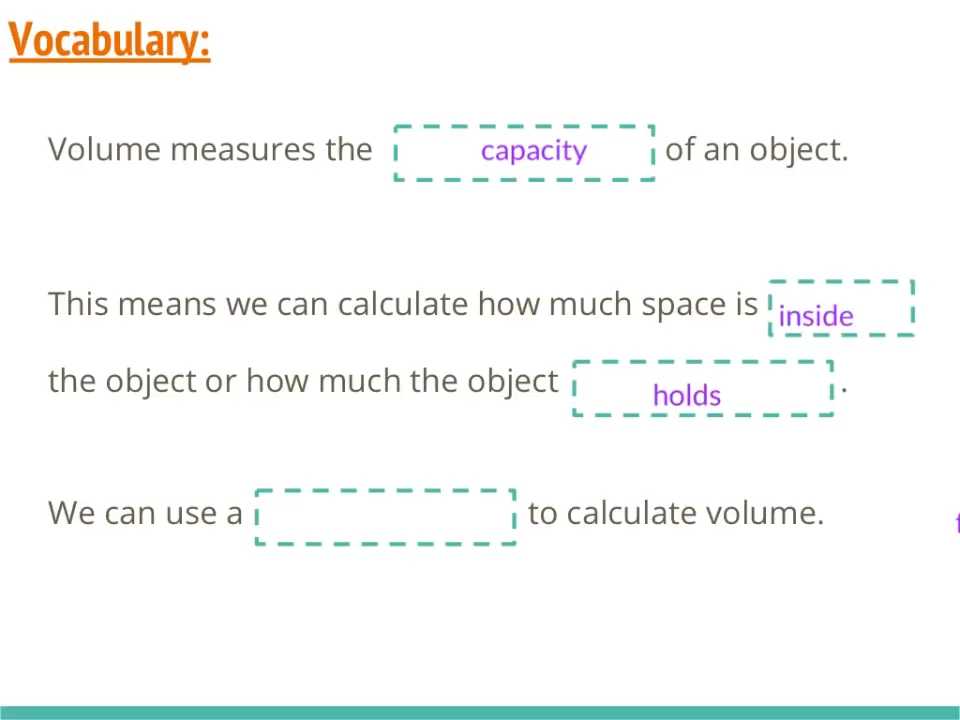 Vocabulary:
Volume measures the capacity of an object.
This means we can calculate how much space is inside
the object or how much the object holds .
We can use a to calculate volume.